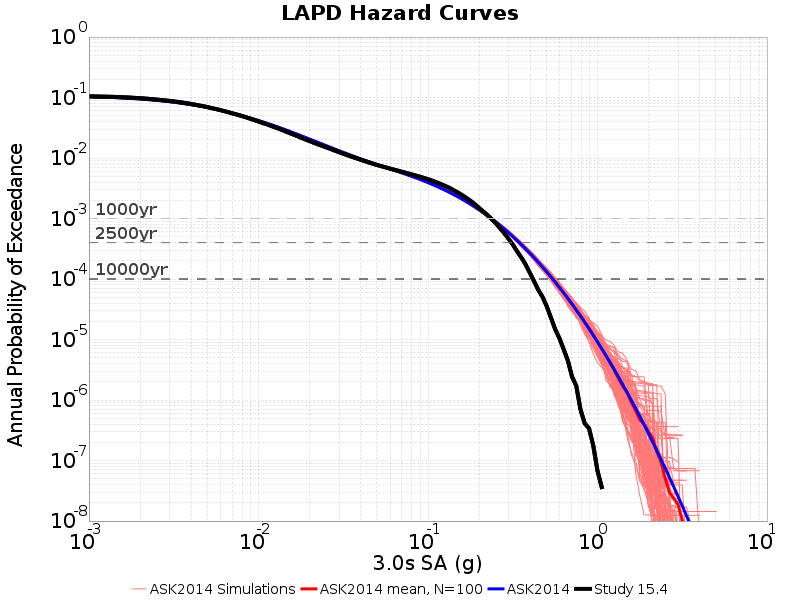 LAPD Hazard Curves
Annual Probability of Exceedance
10^0
10^-1
10^-2
10^-3
10^-4
10^-5
10^-6
10^-7
10^-8
1000yr
2500yr
10000yr
10^-3 10^-2 10^-1 10^0 10^1
3.0s SA (g)
ASK2014 Simulations ASK2014 mean, N=100 ASK2014 Study 15.4